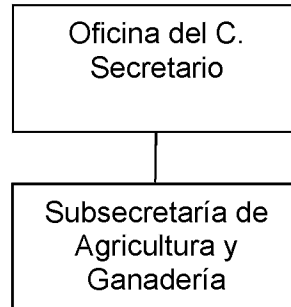 Oficina del C.
Secretario
Subsecretaría de
Agricultura y
Ganadería